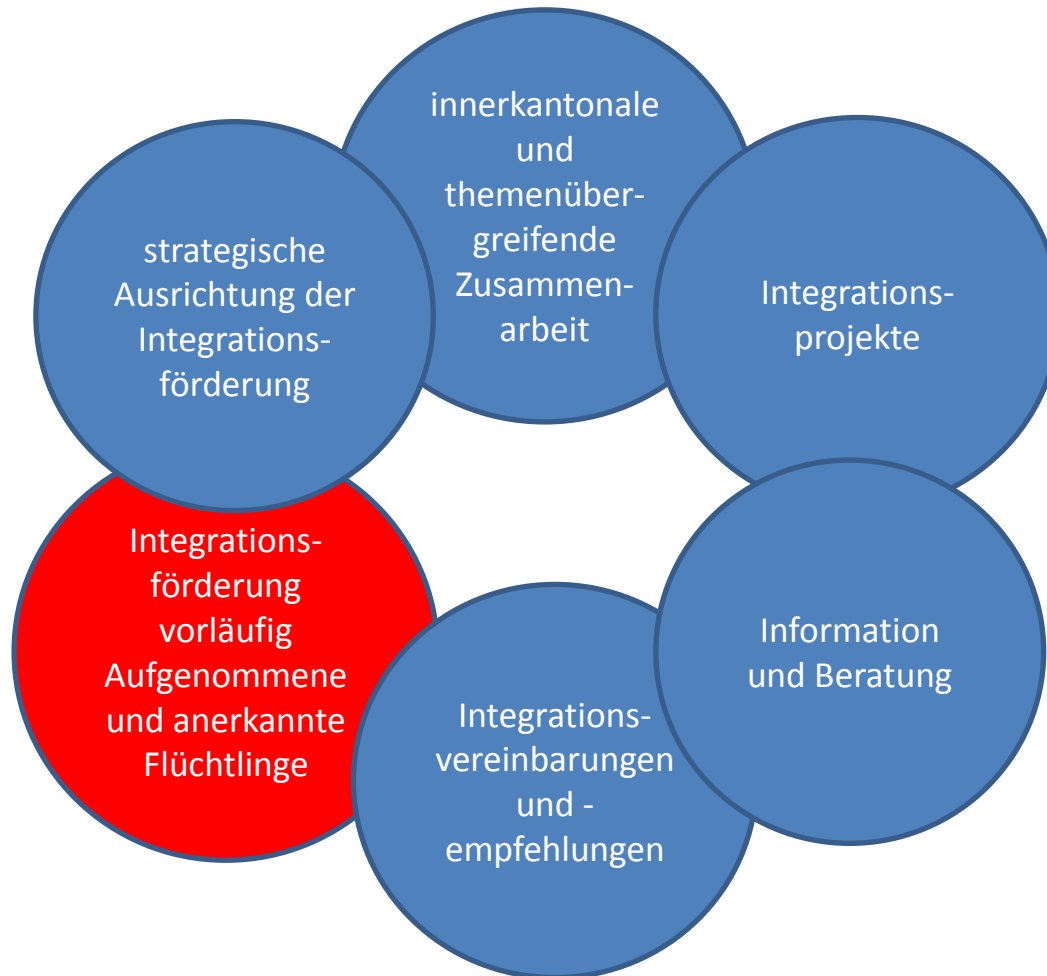 innerkantonale
und
themenüber-
greifende
Zusammen-
arbeit
Integrations-
projekte
Information
und Beratung
Integrations-
vereinbarungen
und -
empfehlungen
Integrations-
förderung
vorläufig
Aufgenommene
und anerkannte
Flüchtlinge
strategische
Ausrichtung der
Integrations-
förderung